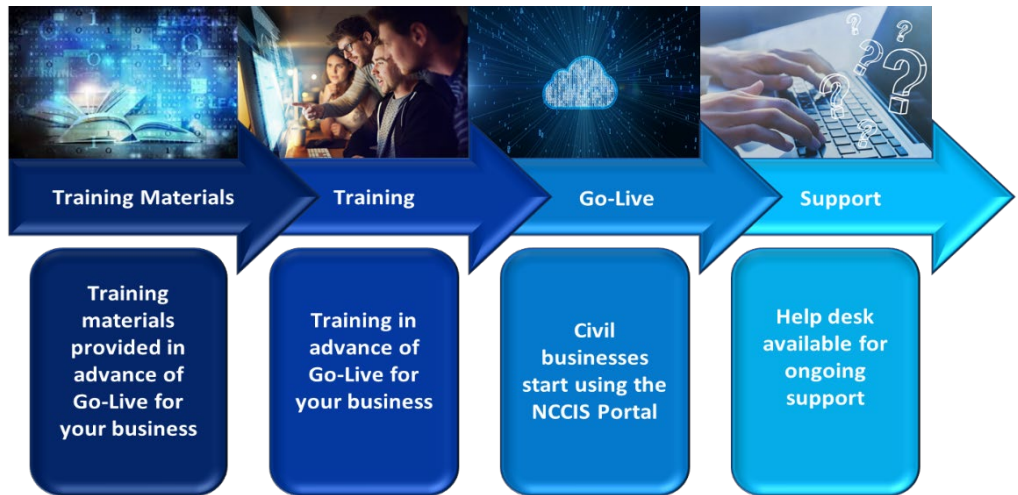 Training Materials
Training
Go-Live
Support
Training
materials
provided in
advance of
Go-Live for
your business
Training in
advance of
Go-Live for
your business
Civil
businesses
start using the
NCCIS Portal
Help desk
available for
ongoing
support